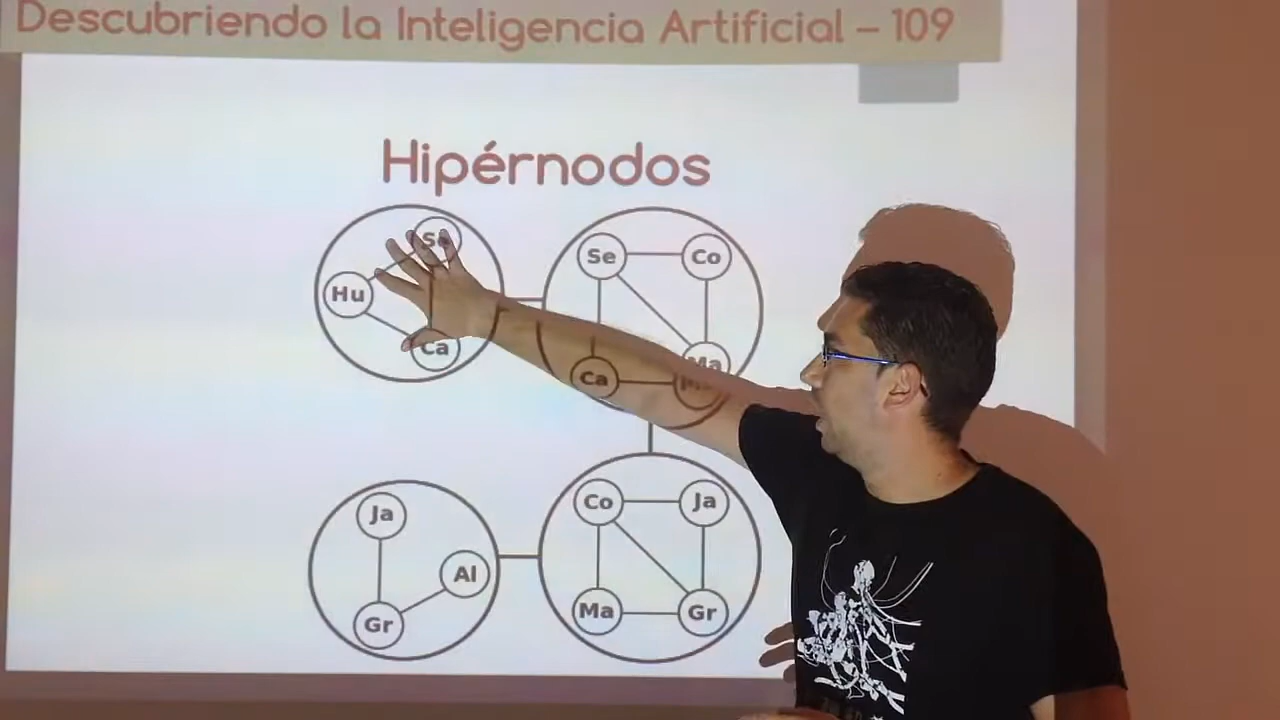 Descubriendo la Inteligencia Artificial – 109
Hipérnodos
Se
Hu
Ca
Se
Co
Ca
Ma
Ja
Al
Gr
Co
Ja
Ma
Gr